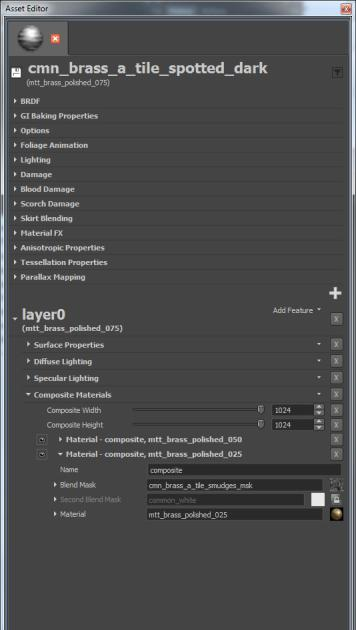 Asset Editor
cmn_brass_a_tile_spotted_dark
(mtt_brass_polished_075)
BRDF
GI Baking Properties
Options
Foliage Animation
Lighting
Damage
Blood Damage
Scorch Damage
Skirt Blending
Material FX
Anisotropic Properties
Tessellation Properties
Parallax Mapping
layer0
Add Feature
X
(mtt_brass_polished_075)
Surface Properties X
Diffuse Lighting X
Specular Lighting X
Composite Materials X
Composite Width 1024 X
Composite Height 1024 X
Material - composite, mtt_brass_polished_050 X
Material - composite, mtt_brass_polished_025 X
Name composite
Blend Mask cmn_brass_a_tile_smudges_msk
Second Blend Mask common_white
Material mtt_brass_polished_025